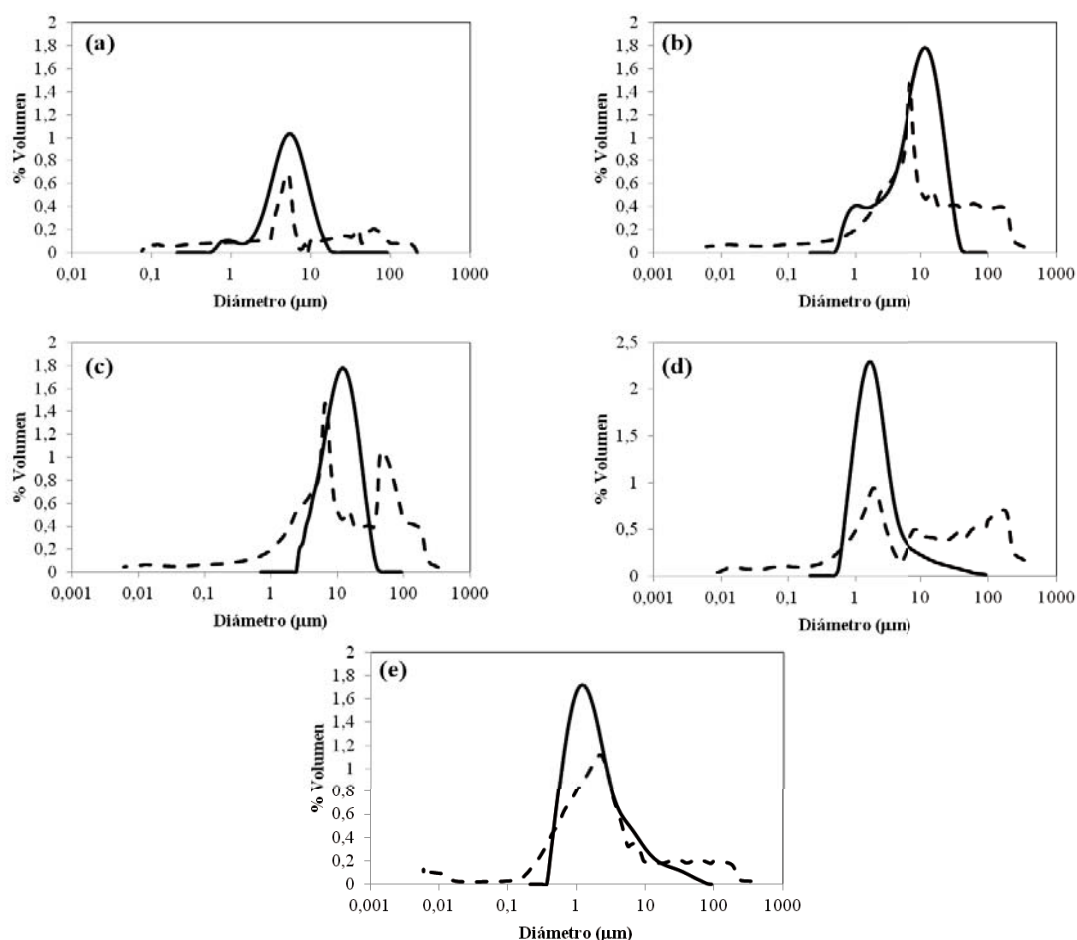 (a)
% Volumen
2
1,8
1,6
1,4
1,2
1
0,8
0,6
0,4
0,2
0
0,01 0,1 1 10 100 1000
Diámetro (µm)
(b)
% Volumen
2
1,8
1,6
1,4
1,2
1
0,8
0,6
0,4
0,2
0
0,001 0,01 0,1 1 10 100 1000
Diámetro (µm)
(c)
% Volumen
2
1,8
1,6
1,4
1,2
1
0,8
0,6
0,4
0,2
0
0,001 0,01 0,1 1 10 100 1000
Diámetro (µm)
(d)
% Volumen
2,5
2
1,5
1
0,5
0
0,001 0,01 0,1 1 10 100 1000
Diámetro (µm)
(e)
% Volumen
2
1,8
1,6
1,4
1,2
1
0,8
0,6
0,4
0,2
0
0,001 0,01 0,1 1 10 100 1000
Diámetro (µm)